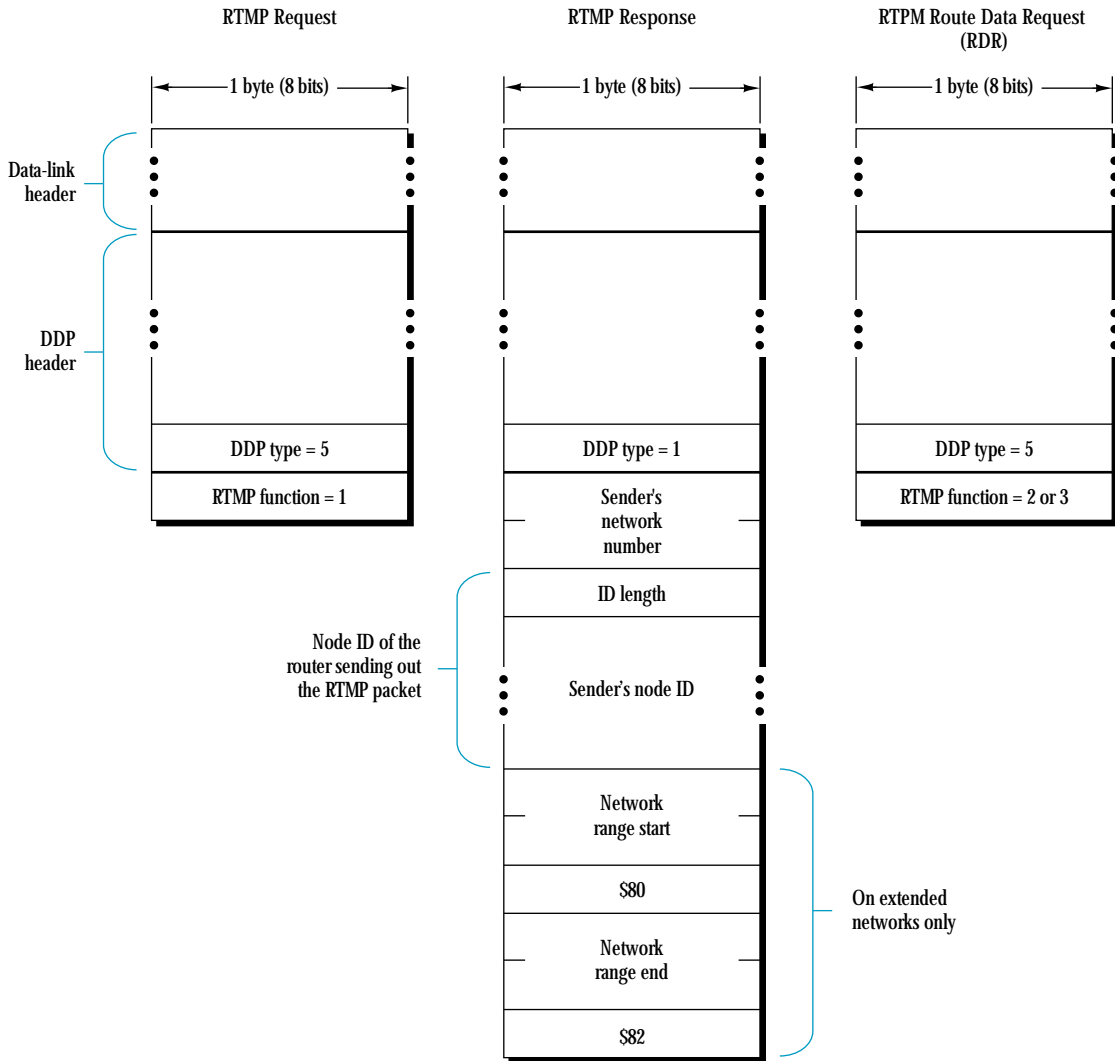 RTMP Request
RTMP Response
RTPM Route Data Request
(RDR)
1 byte (8 bits)
1 byte (8 bits)
1 byte (8 bits)
Data-link
header
DDP
header
DDP type = 5
DDP type = 1
DDP type = 5
RTMP function = 1
Sender's
network
number
RTMP function = 2 or 3
ID length
Node ID of the
router sending out
the RTMP packet
Sender's node ID
Network
range start
$80
On extended
networks only
Network
range end
$82